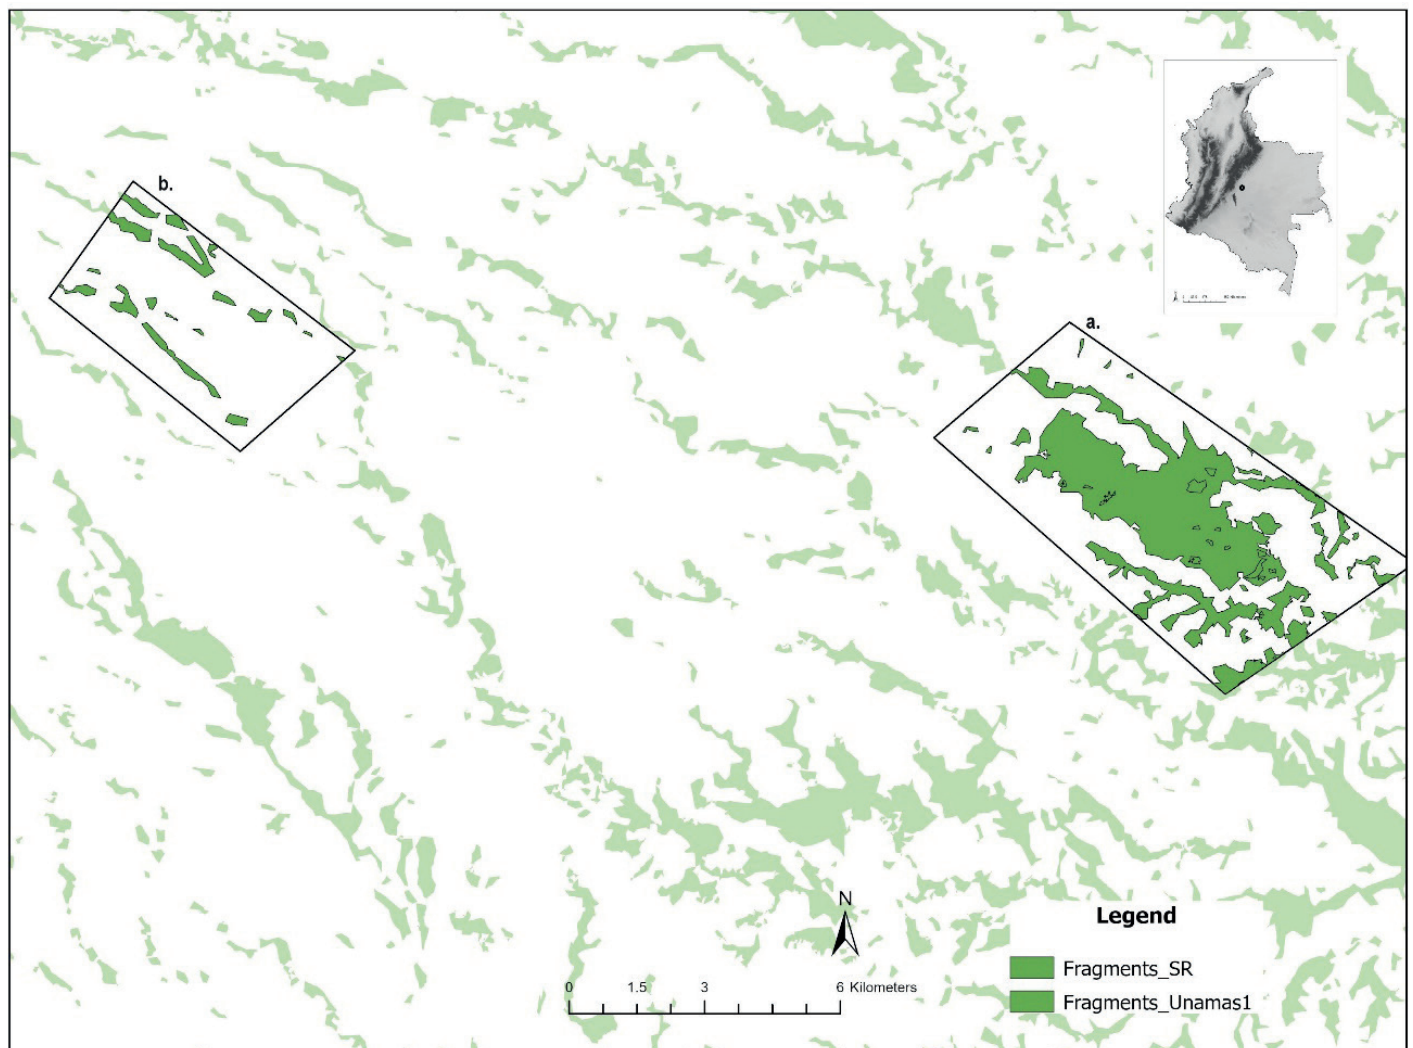 b.
a.
N
0 1.5 3 6 Kilometers
Legend
Fragments_SR
Fragments_Unamas1